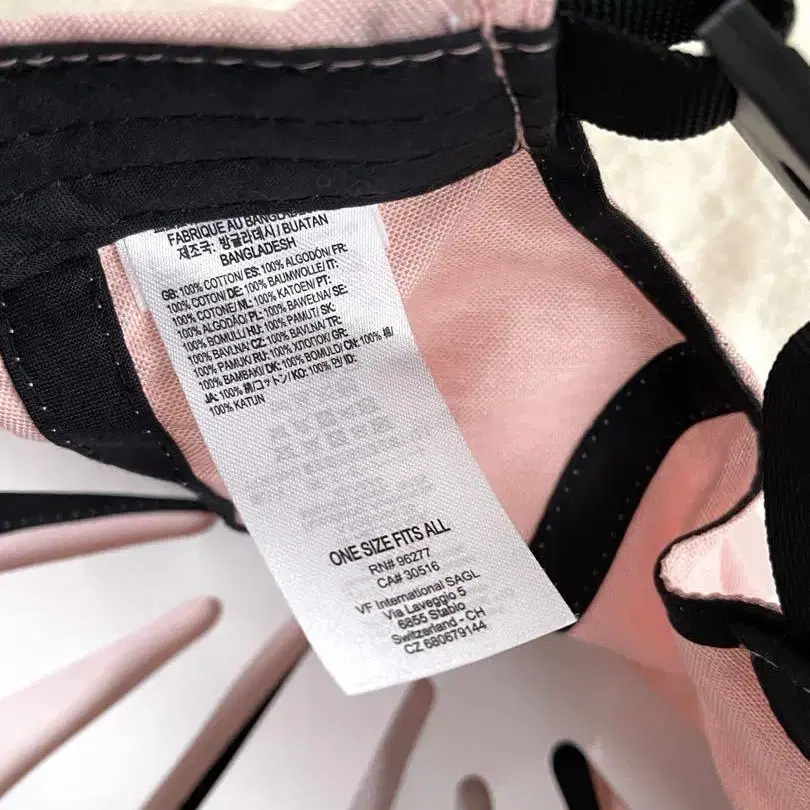 FABRIQUE AU BANGLADESH
제조국: 방글라데시 / BUATAN
BANGLADESH
GB: 100% COTTON/ ES: 100% ALGODÓN/ FR:
100% COTON/ DE: 100% BAUMWOLLE/ IT:
100% COTONE/ NL: 100% KATOEN/ PT:
100% ALGODÃO/ PL: 100% BAWEŁNA/ SE:
100% BOMULL/ HU: 100% PAMUT/ SK:
100% BAVLNA/ CZ: 100% BAVLNA/ TR:
100% PAMUK/ RU: 100% ХЛОПОК/ GR:
100% ΒΑΜΒΑΚΙ/ DK: 100% BOMULD/ CN: 100% 棉/
JA: 100% 綿/コットン/ KO: 100% 면/ ID:
100% KATUN
ONE SIZE FITS ALL
RN# 96277
CA# 30516
VF International SAGL
Via Laveggio 5
6855 Stabio
Switzerland - CH
CZ 680679144